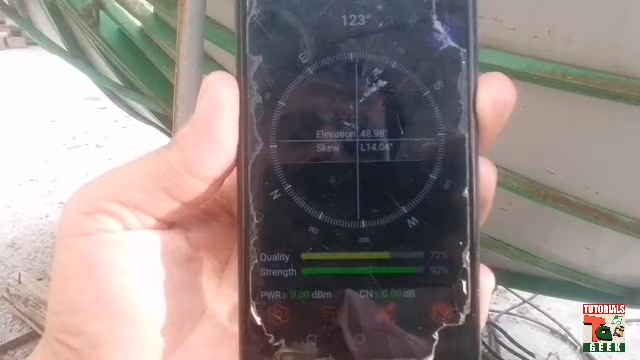 123°
E
S
Elevation 48.98°
Skew L14.04°
N
W
Quality 72%
Strength 92%
PWR: 0.00 dBm CN: 0.00 dB
TUTORIALS
GEEK